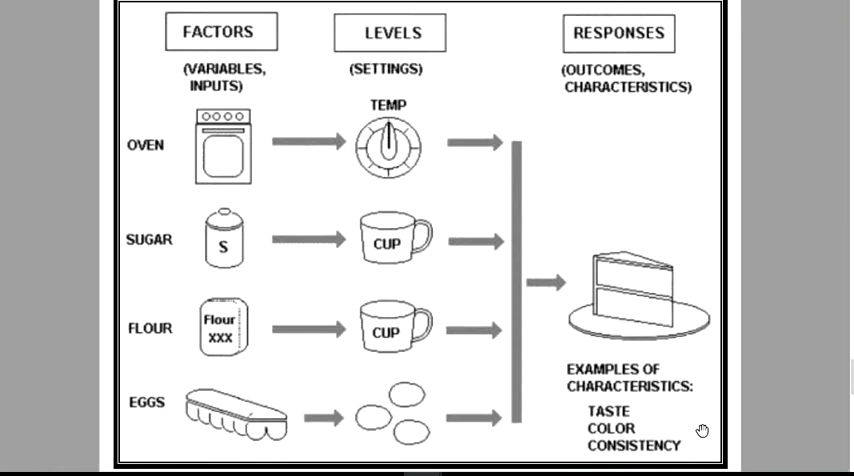 FACTORS
LEVELS
RESPONSES
(VARIABLES,
INPUTS)
(SETTINGS)
(OUTCOMES,
CHARACTERISTICS)
TEMP
OVEN
SUGAR
S
CUP
FLOUR
Flour
XXX
CUP
EGGS
EXAMPLES OF
CHARACTERISTICS:
TASTE
COLOR
CONSISTENCY